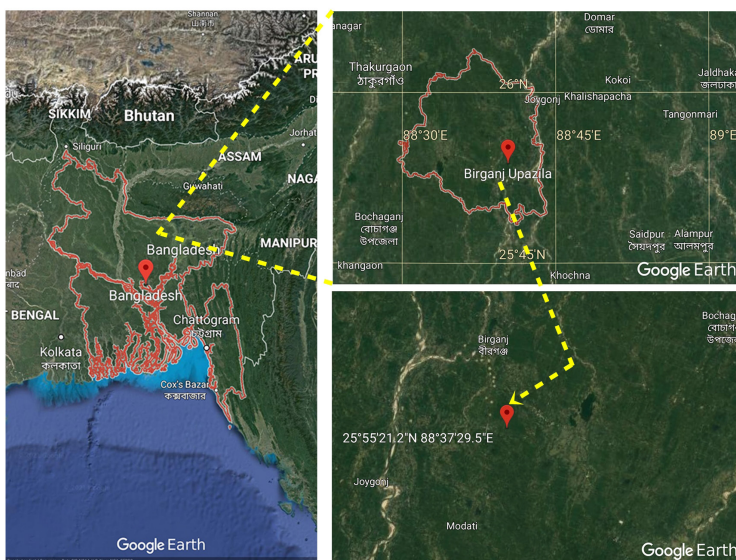 Shannan
SIKKIM
Bhutan
ARU
PR
Di
Siliguri
Jorhat
ASSAM
Guwahati
NAGA
Bangladesh
MANIPUR
Bangladesh
T BENGAL
Chattogram
চট্টগ্রাম
Kolkata
কলকাতা
Cox's Bazar
কক্সবাজার
Google Earth
anagar
Domar
ডোমার
Thakurgaon
ঠাকুরগাঁও
Kokoi
Jaldhaka
26°N
Joygonj
Khalishapacha
Tangonmari
88°30'E
88°45'E
89°E
Birganj Upazila
Bochaganj
বোচাগঞ্জ
উপজেলা
Saidpur
সৈয়দপুর
Alampur
আলমপুর
25°45'N
khangaon
Khochna
Google Earth
Birganj
বীরগঞ্জ
Bochaga
বোচাগ
উপজে
25°55'21.2"N 88°37'29.5"E
Joygonj
Modati
Google Earth